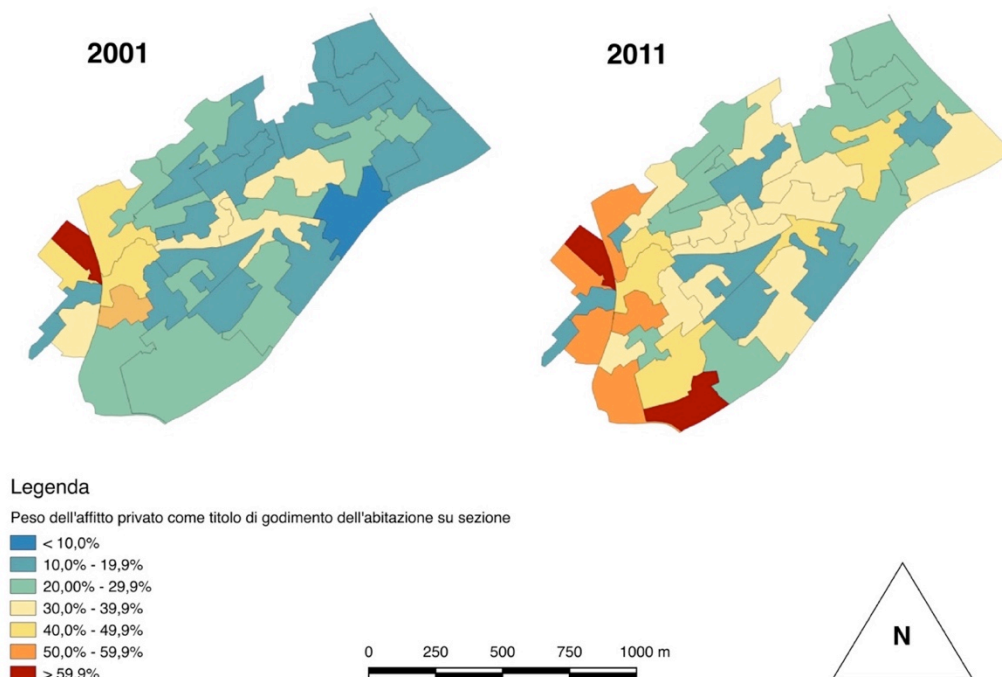 2001
2011
Legenda
Peso dell'affitto privato come titolo di godimento dell'abitazione su sezione
< 10,0%
10,0% - 19,9%
20,00% - 29,9%
30,0% - 39,9%
40,0% - 49,9%
50,0% - 59,9%
> 59,9%
0 250 500 750 1000 m
N